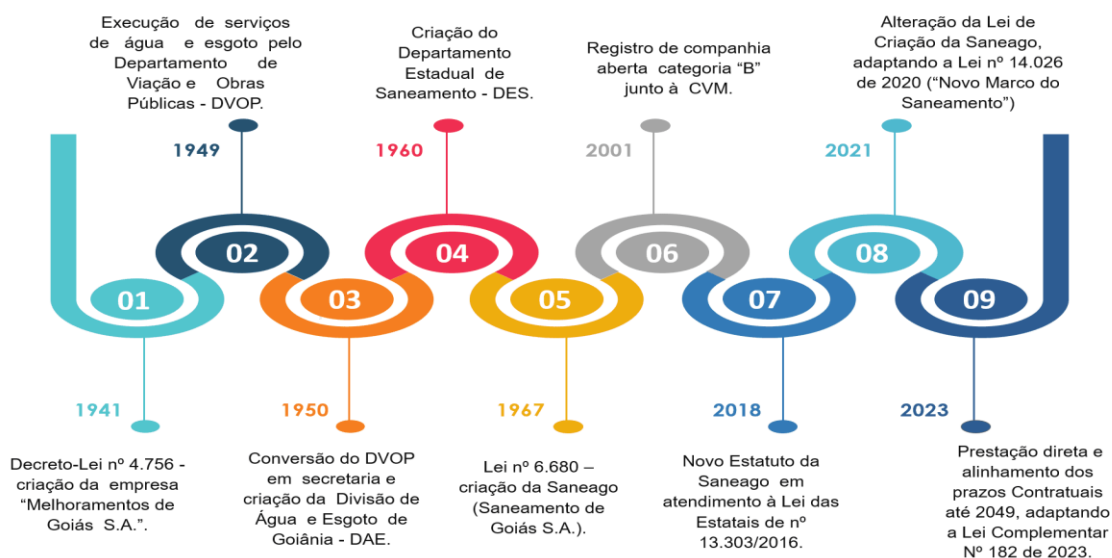 Execução de serviços
de água e esgoto pelo
Departamento de
Viação e Obras
Públicas - DVOP.
Criação do
Departamento
Estadual de
Saneamento - DES.
Registro de companhia
aberta categoria “B”
junto à CVM.
Alteração da Lei de
Criação da Saneago,
adaptando a Lei nº 14.026
de 2020 (“Novo Marco do
Saneamento”)
1949
1960
2001
2021
02
04
06
08
01
03
05
07
09
1941
1950
1967
2018
2023
Decreto-Lei nº 4.756 -
criação da empresa
“Melhoramentos de
Goiás S.A.”.
Conversão do DVOP
em secretaria e
criação da Divisão de
Água e Esgoto de
Goiânia - DAE.
Lei nº 6.680 –
criação da Saneago
(Saneamento de
Goiás S.A.).
Novo Estatuto da
Saneago em
atendimento à Lei das
Estatais de nº
13.303/2016.
Prestação direta e
alinhamento dos
prazos Contratuais
até 2049, adaptando
a Lei Complementar
Nº 182 de 2023.